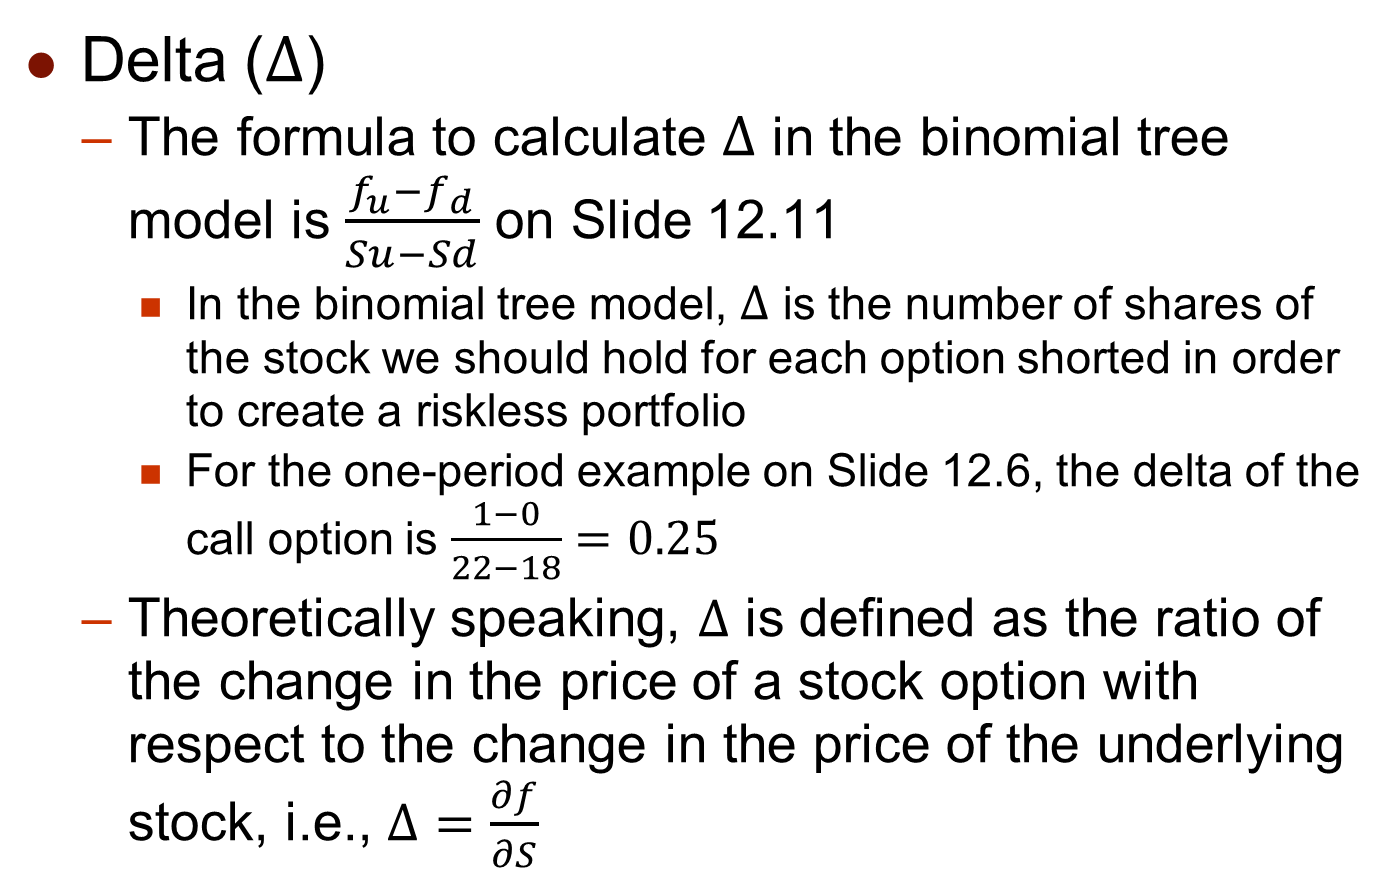 • Delta (Δ)
– The formula to calculate Δ in the binomial tree
model is \frac{f_u−f_d}{Su−Sd} on Slide 12.11
▪ In the binomial tree model, Δ is the number of shares of
the stock we should hold for each option shorted in order
to create a riskless portfolio
▪ For the one-period example on Slide 12.6, the delta of the
call option is \frac{1−0}{22−18} = 0.25
– Theoretically speaking, Δ is defined as the ratio of
the change in the price of a stock option with
respect to the change in the price of the underlying
stock, i.e., Δ = \frac{∂f}{∂S}